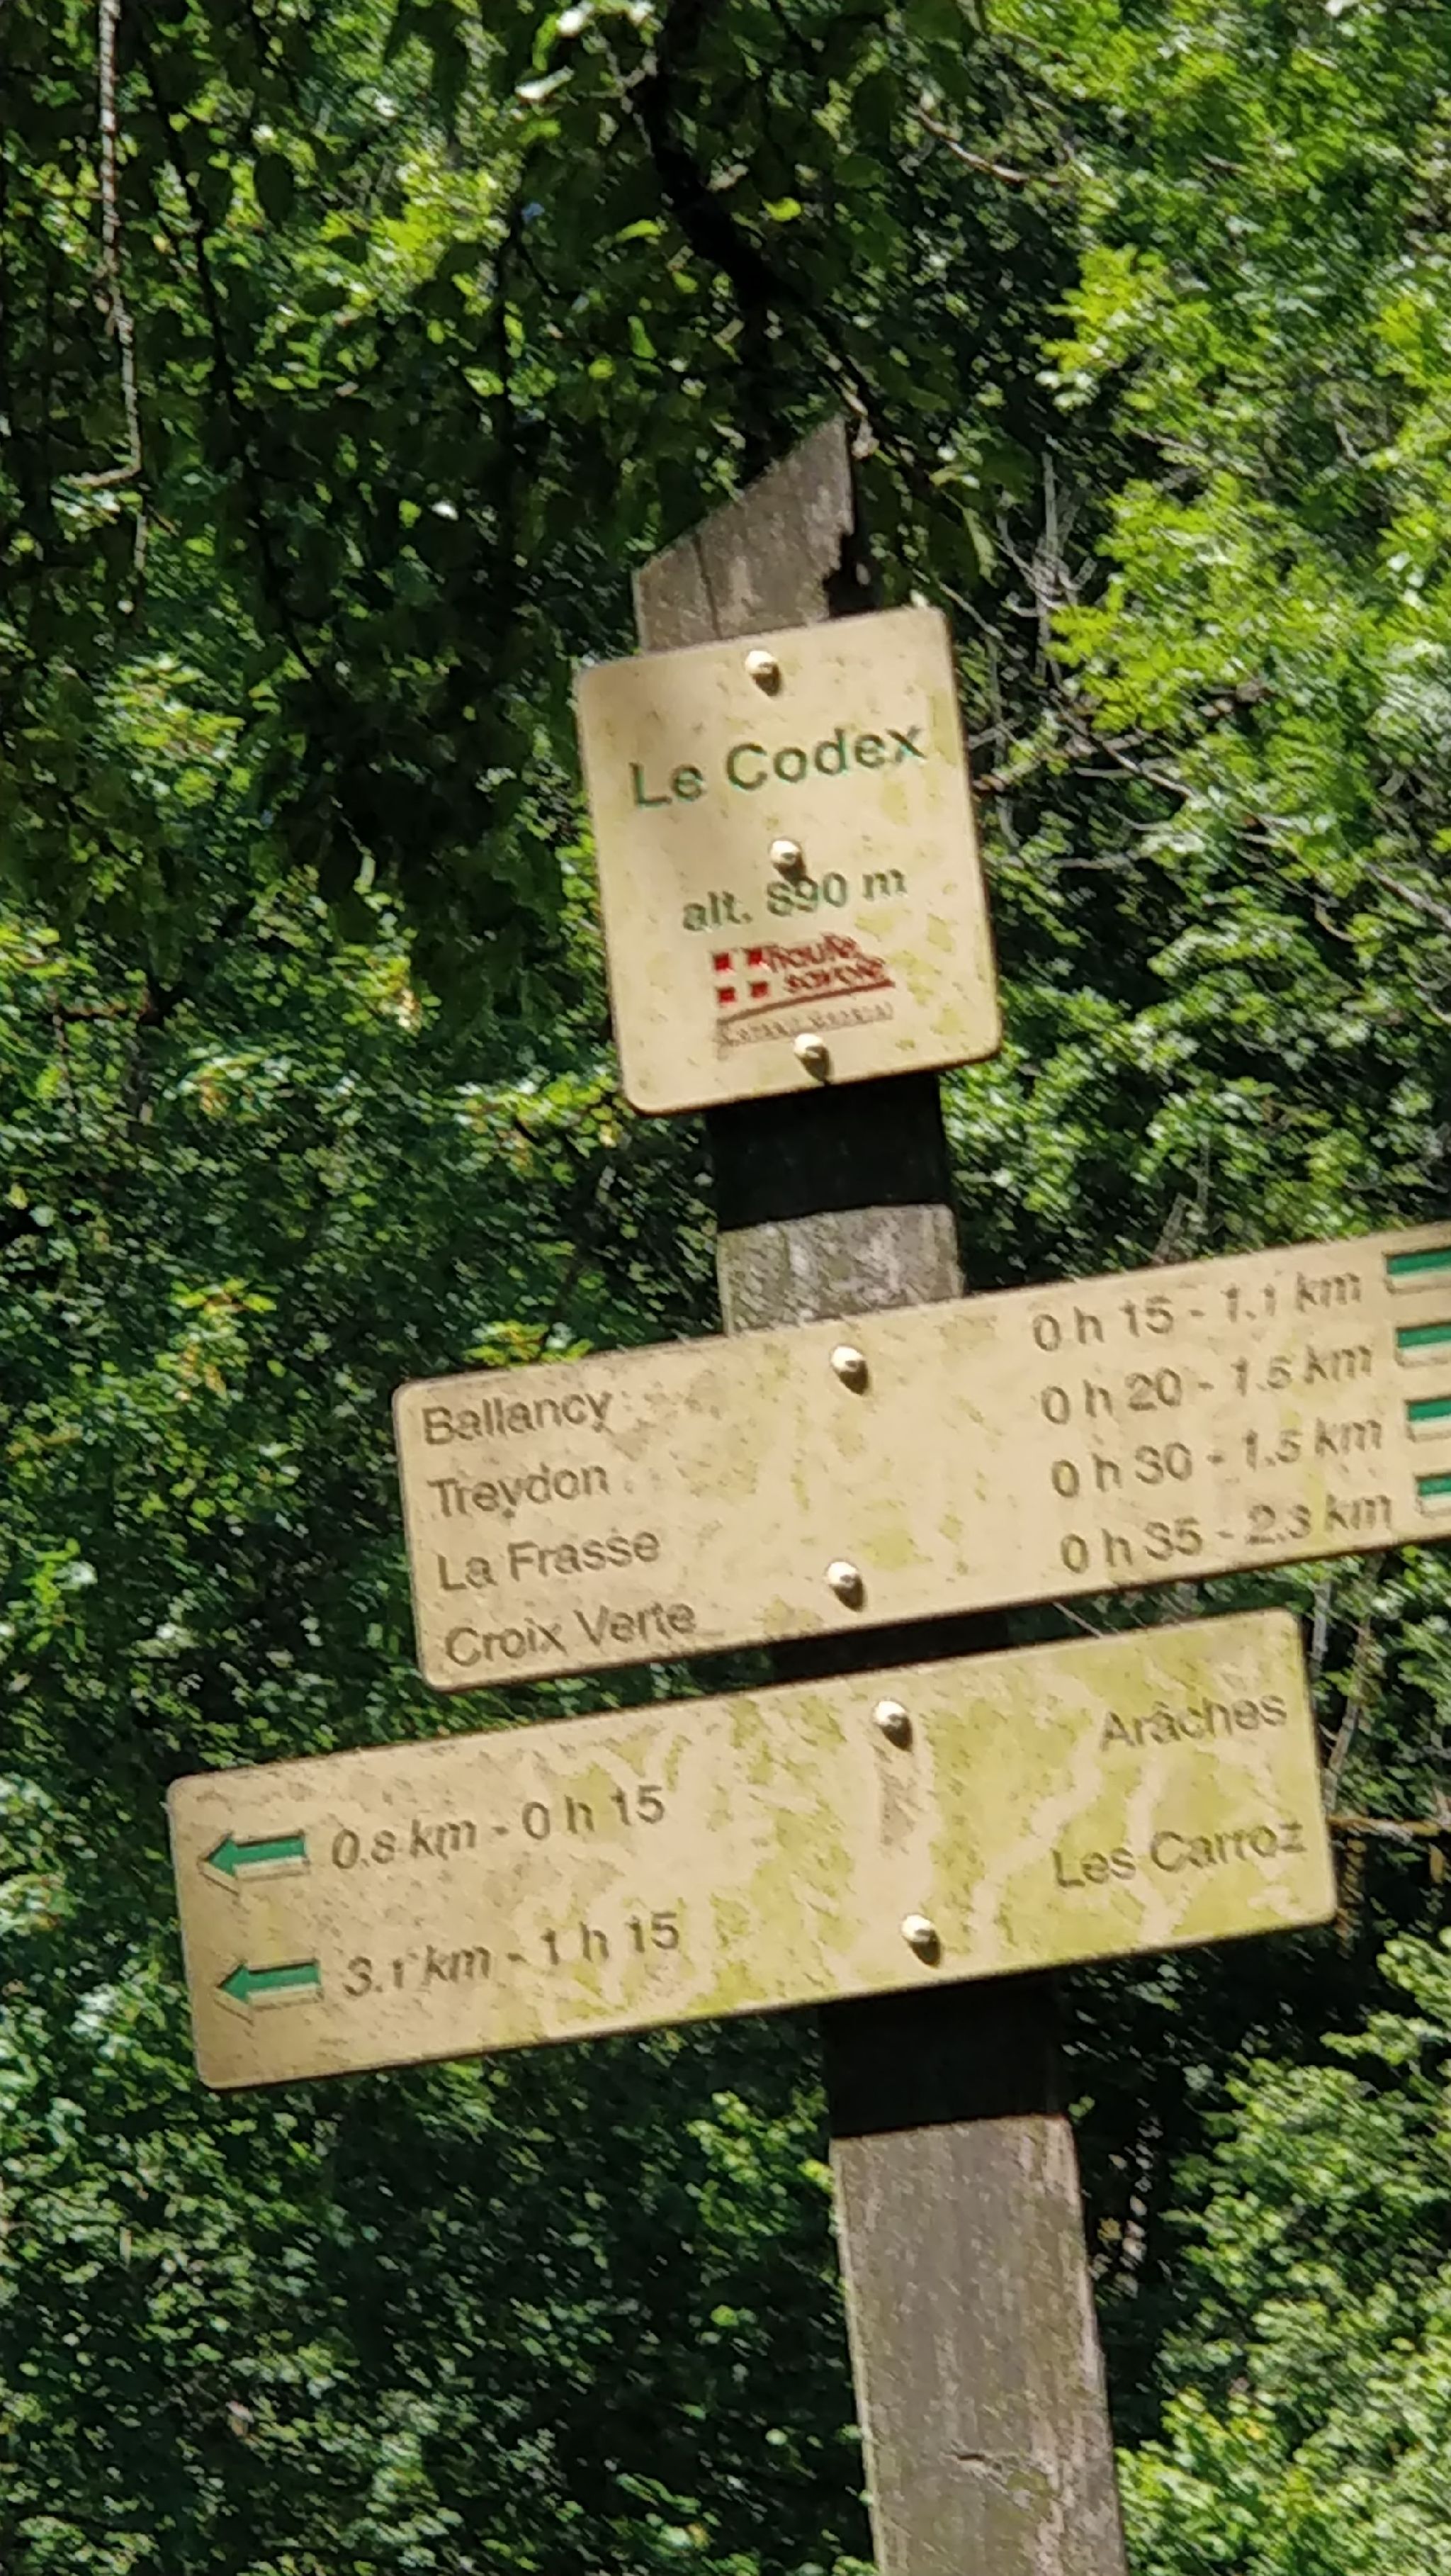 Le Codex
alt. 890 m
Haute
savoie
Conseil Général
Ballancy 0 h 15 - 1.1 km
Treydon 0 h 20 - 1.5 km
La Frasse 0 h 30 - 1.5 km
Croix Verte 0 h 35 - 2.3 km
0.8 km - 0 h 15 Arâches
3.1 km - 1 h 15 Les Carroz